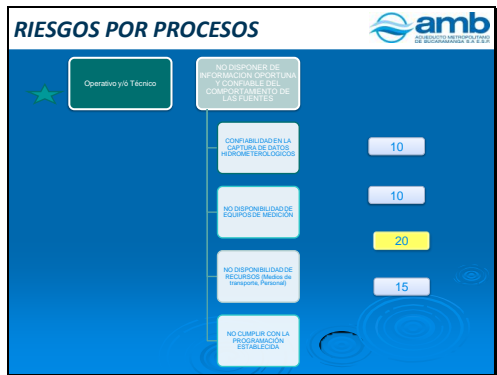 RIESGOS POR PROCESOS
amb
ACUEDUCTO METROPOLITANO
DE BUCARAMANGA S.A E.S.P.
Operativo y/ó Técnico
NO DISPONER DE
INFORMACION OPORTUNA
Y CONFIABLE DEL
COMPORTAMIENTO DE
LAS FUENTES
CONFIABILIDAD EN LA
CAPTURA DE DATOS
HIDROMETEROLOGICOS
10
NO DISPONIBILIDAD DE
EQUIPOS DE MEDICIÓN
10
20
NO DISPONIBILIDAD DE
RECURSOS (Medios de
transporte, Personal)
15
NO CUMPLIR CON LA
PROGRAMACIÓN
ESTABLECIDA